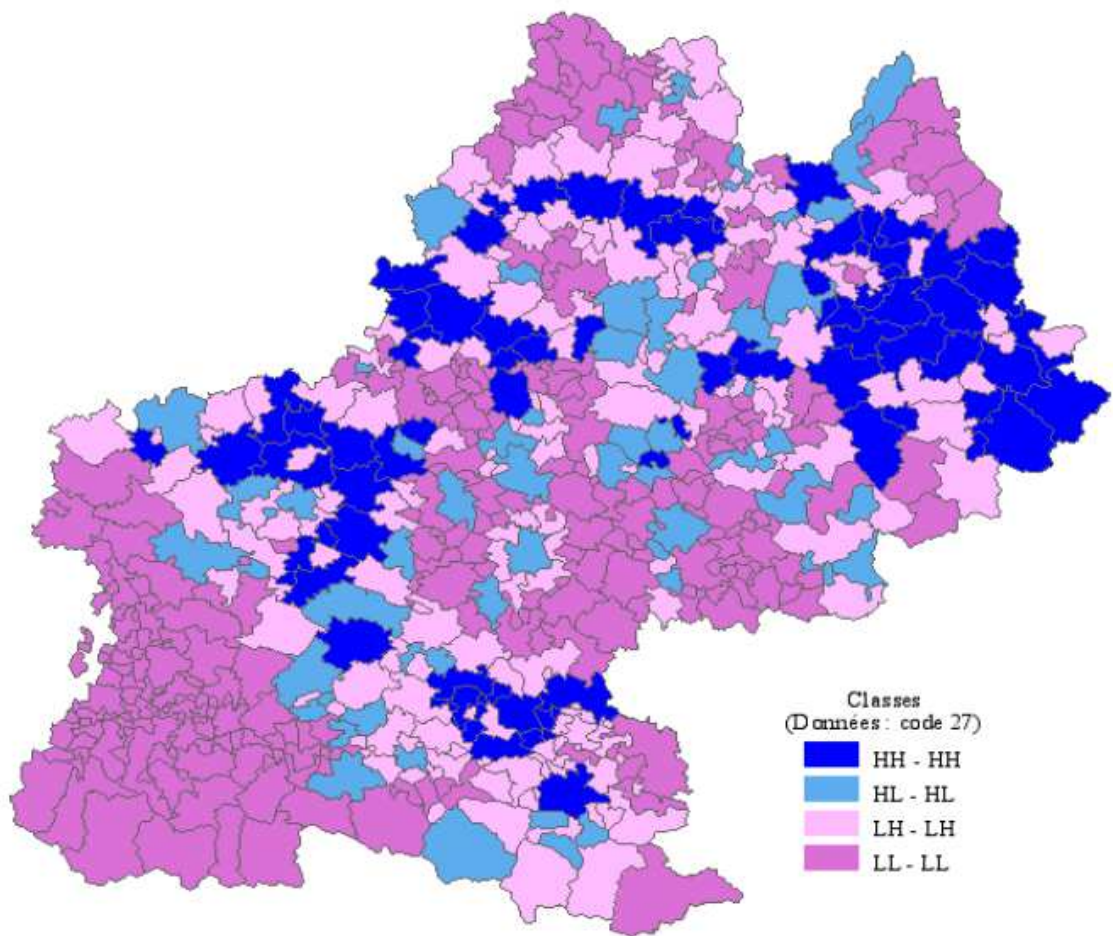 Classes
(Données : code 27)
HH - HH
HL - HL
LH - LH
LL - LL